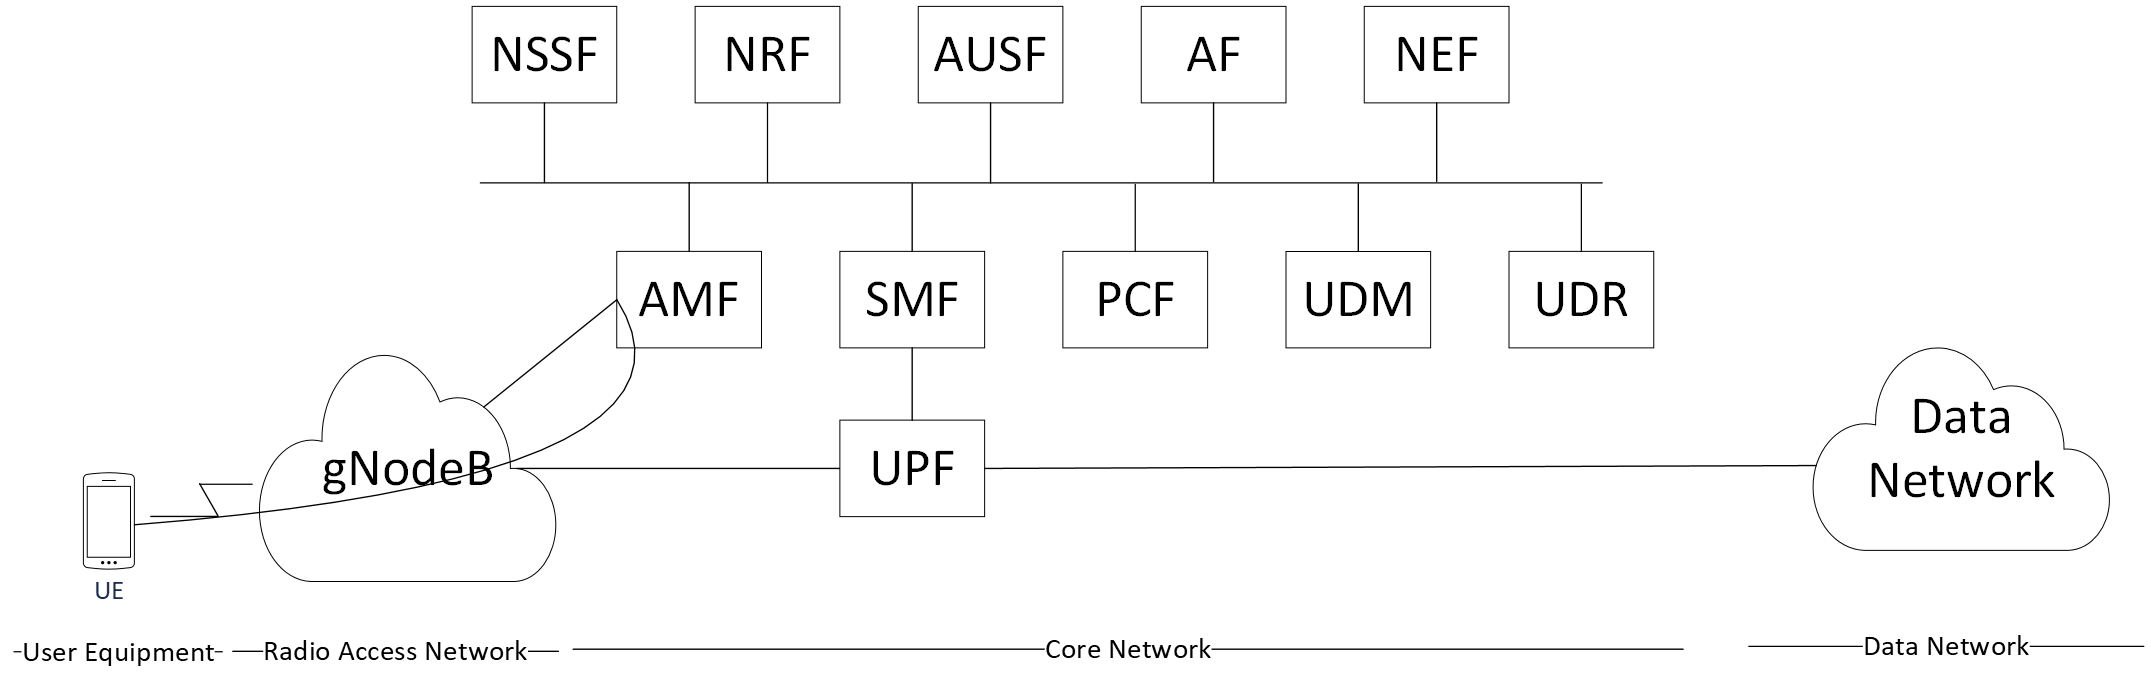 NSSF
NRF
AUSF
AF
NEF
AMF
SMF
PCF
UDM
UDR
gNodeB
UPF
Data
Network
UE
User Equipment
Radio Access Network
Core Network
Data Network